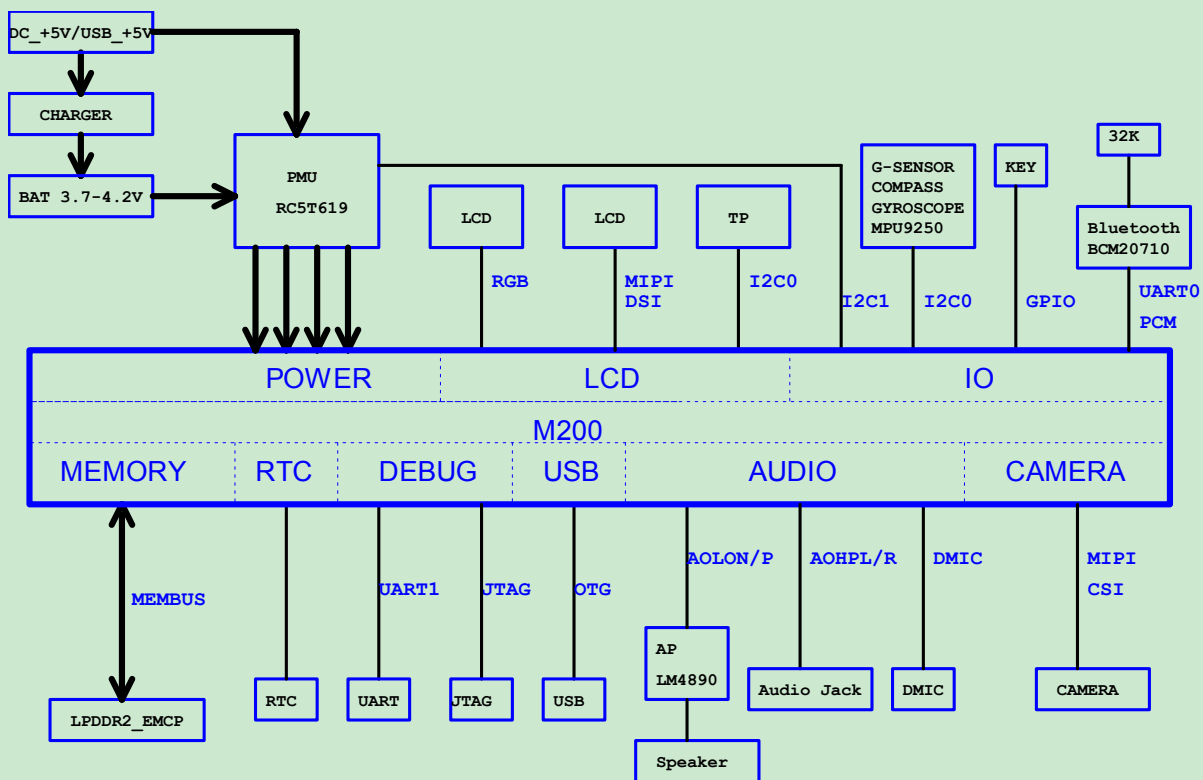 DC_+5V/USB_+5V
CHARGER
BAT 3.7-4.2V
PMU
RC5T619
LCD
RGB
LCD
MIPI
DSI
TP
I2C0
I2C1
G-SENSOR
COMPASS
GYROSCOPE
MPU9250
I2C0
KEY
GPIO
32K
Bluetooth
BCM20710
UART0
PCM
POWER
LCD
IO
M200
MEMORY
RTC
DEBUG
USB
AUDIO
CAMERA
MEMBUS
UART1
JTAG
OTG
AOLON/P
AOHPL/R
DMIC
MIPI
CSI
LPDDR2_EMCP
RTC
UART
JTAG
USB
AP
LM4890
Speaker
Audio Jack
DMIC
CAMERA